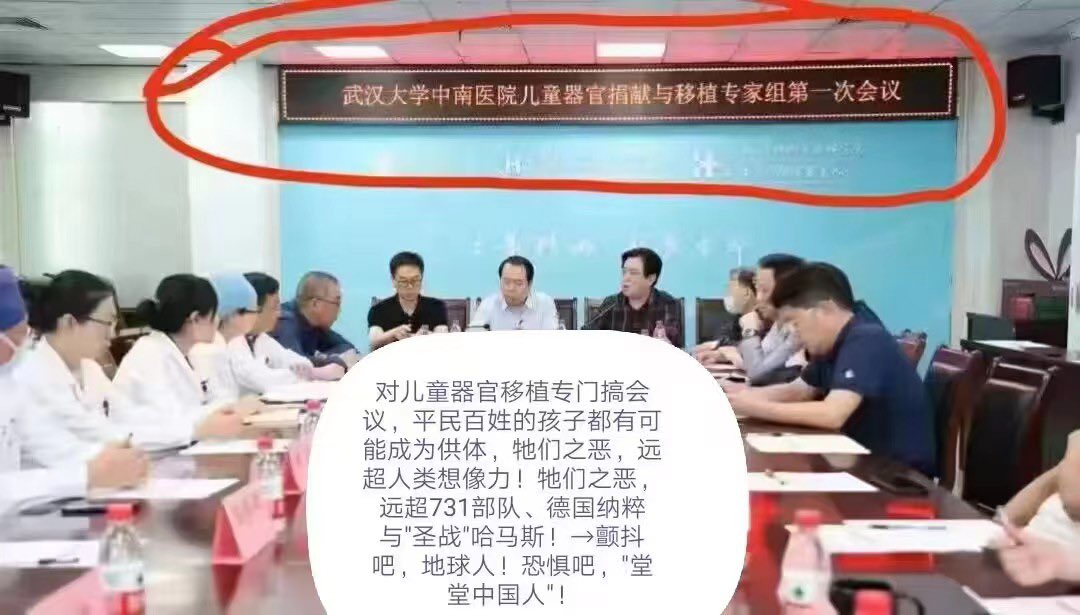 武汉大学中南医院儿童器官捐献与移植专家组第一次会议
对儿童器官移植专门搞会
议，平民百姓的孩子都有可
能成为供体，牠们之恶，远
超人类想像力！牠们之恶，
远超731部队、德国纳粹
与"圣战"哈马斯！→颤抖
吧，地球人！恐惧吧，"堂
堂中国人"！